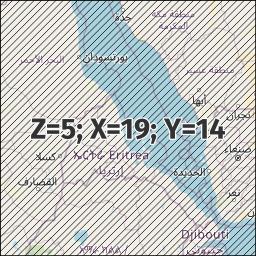 جدّة
منطقة مكة
المكرمة
بورتسودان
البحر الأحمر
منطقة عسير
أبها
نجران
Z=5; X=19; Y=14
صنعاء
كسلا
ኤርትራ Eritrea
إرتريا
القضارف
الحديدة
تعز
Djibouti
جيبوتي